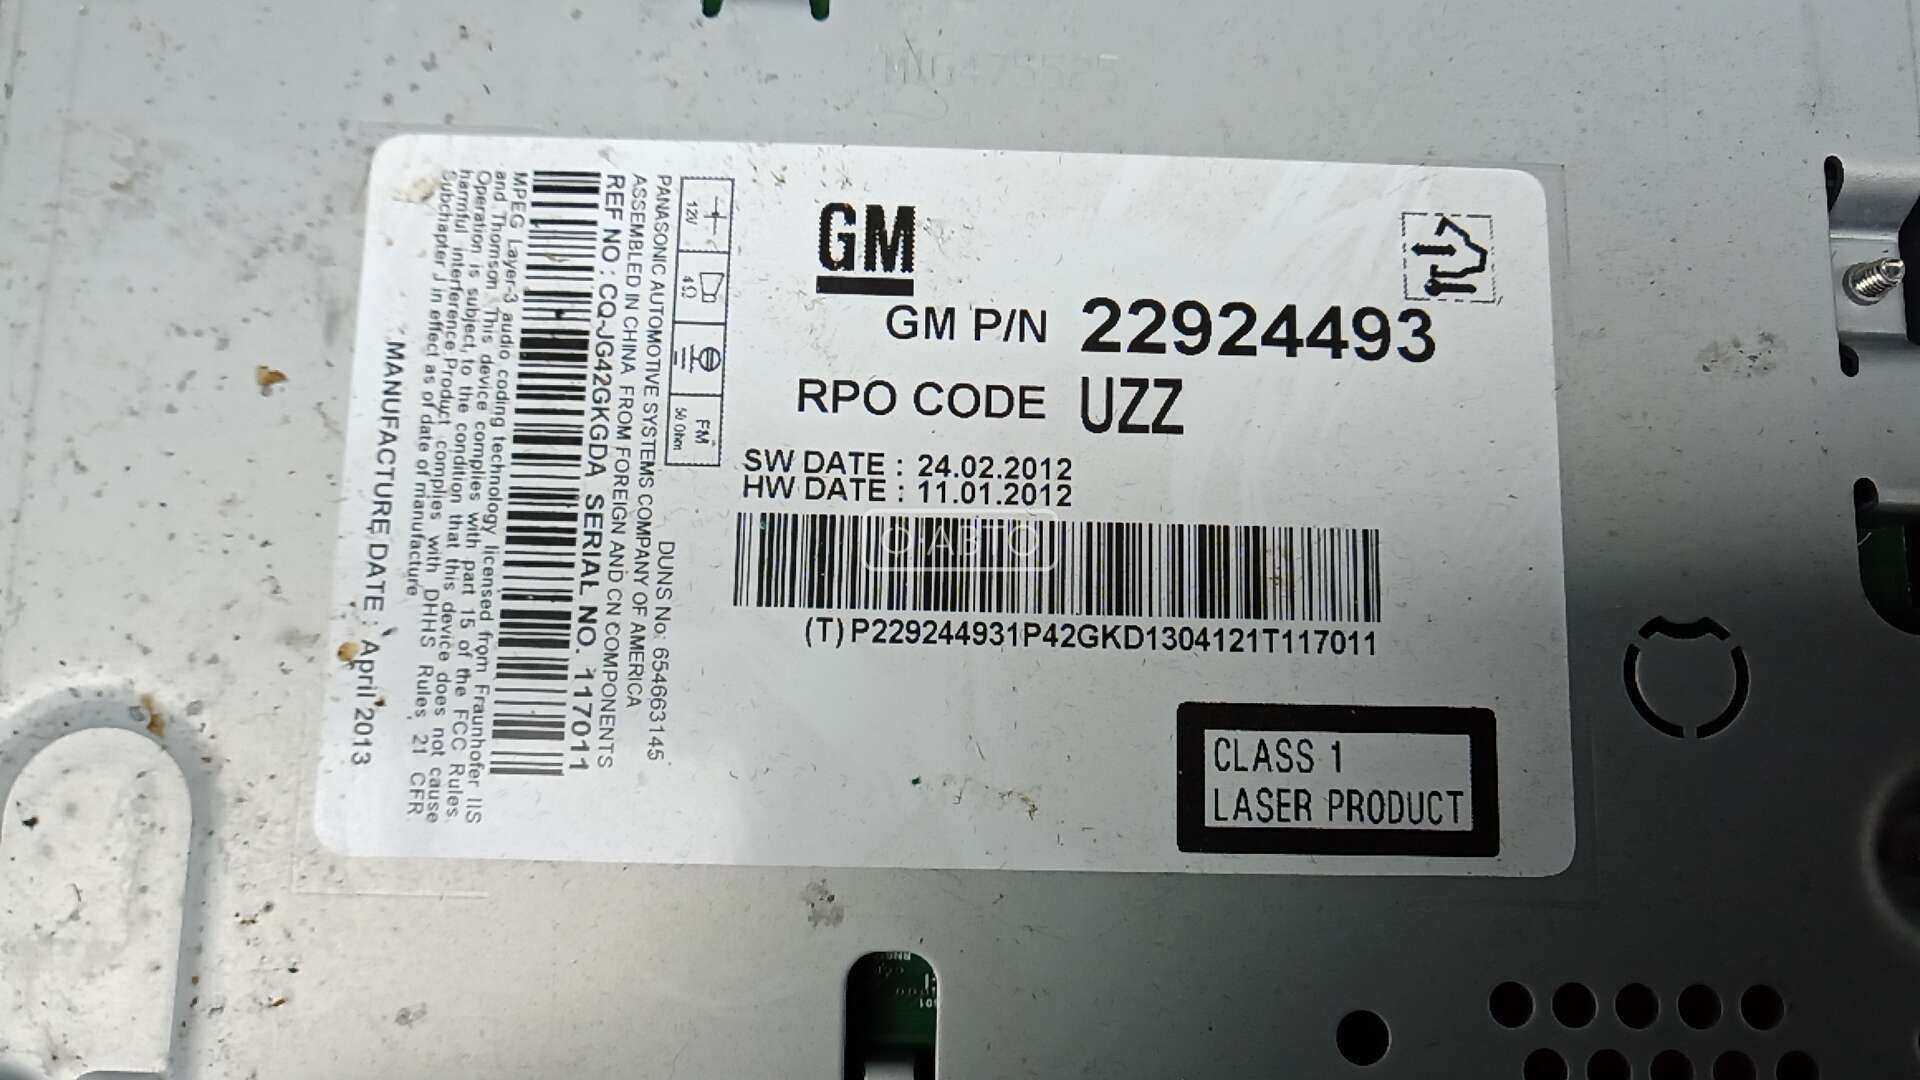 GM
GM P/N 22924493
RPO CODE UZZ
SW DATE : 24.02.2012
HW DATE : 11.01.2012
О·АВТО
(T)P229244931P42GKD1304121T117011
CLASS 1
LASER PRODUCT
12V
4Ω
FM
50 Ohm
DUNS No: 654663145
PANASONIC AUTOMOTIVE SYSTEMS COMPANY OF AMERICA
ASSEMBLED IN CHINA FROM FOREIGN AND CN COMPONENTS
REF NO : CQ-JG42GKGDA SERIAL NO. 117011
MPEG Layer-3 audio coding technology licensed from Fraunhofer IIS
and Thomson. This device complies with part 15 of the FCC Rules.
Operation is subject, to the condition that this device does not cause
harmful interference Product complies with DHHS Rules 21 CFR
Subchapter J in effect as of date of manufacture
MANUFACTURE DATE : April 2013